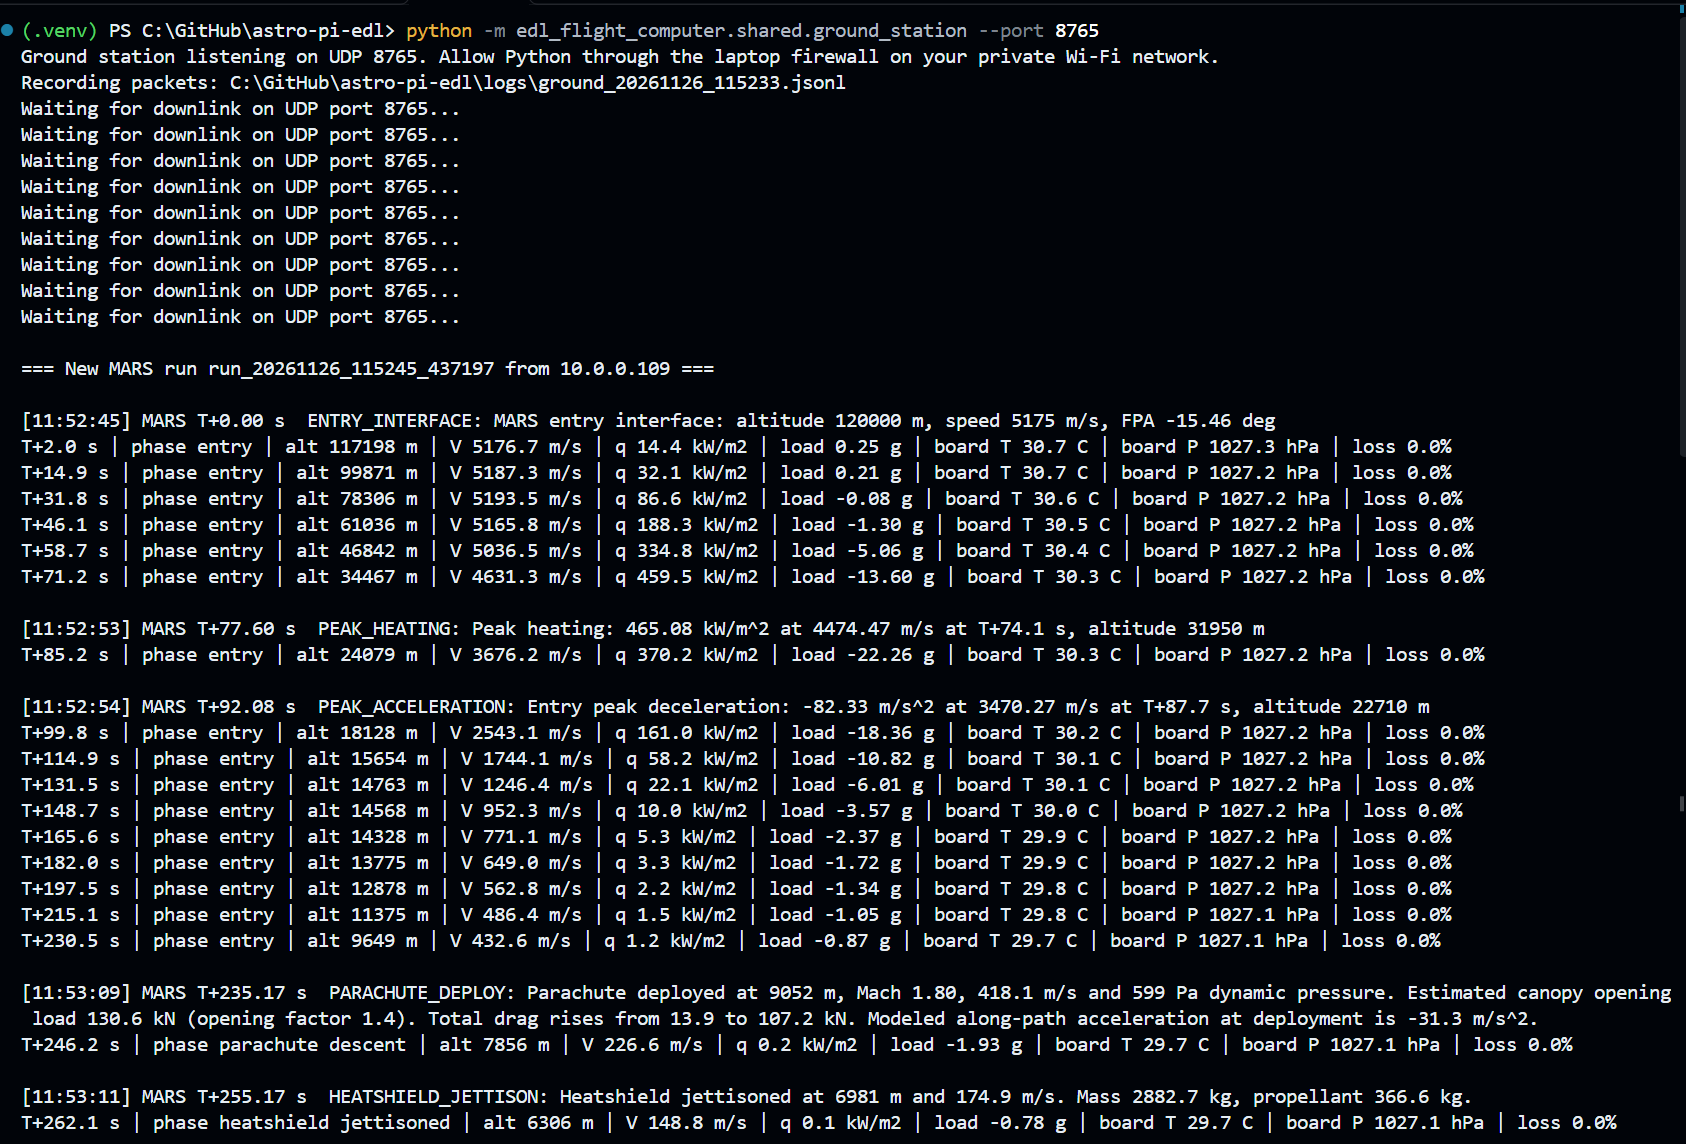 (.venv) PS C:\GitHub\astro-pi-edl> python -m edl_flight_computer.shared.ground_station --port 8765
Ground station listening on UDP 8765. Allow Python through the laptop firewall on your private Wi-Fi network.
Recording packets: C:\GitHub\astro-pi-edl\logs\ground_20261126_115233.jsonl
Waiting for downlink on UDP port 8765...
Waiting for downlink on UDP port 8765...
Waiting for downlink on UDP port 8765...
Waiting for downlink on UDP port 8765...
Waiting for downlink on UDP port 8765...
Waiting for downlink on UDP port 8765...
Waiting for downlink on UDP port 8765...
Waiting for downlink on UDP port 8765...
Waiting for downlink on UDP port 8765...
=== New MARS run run_20261126_115245_437197 from 10.0.0.109 ===
[11:52:45] MARS T+0.00 s  ENTRY_INTERFACE: MARS entry interface: altitude 120000 m, speed 5175 m/s, FPA -15.46 deg
T+2.0 s | phase entry | alt 117198 m | V 5176.7 m/s | q 14.4 kW/m2 | load 0.25 g | board T 30.7 C | board P 1027.3 hPa | loss 0.0%
T+14.9 s | phase entry | alt 99871 m | V 5187.3 m/s | q 32.1 kW/m2 | load 0.21 g | board T 30.7 C | board P 1027.2 hPa | loss 0.0%
T+31.8 s | phase entry | alt 78306 m | V 5193.5 m/s | q 86.6 kW/m2 | load -0.08 g | board T 30.6 C | board P 1027.2 hPa | loss 0.0%
T+46.1 s | phase entry | alt 61036 m | V 5165.8 m/s | q 188.3 kW/m2 | load -1.30 g | board T 30.5 C | board P 1027.2 hPa | loss 0.0%
T+58.7 s | phase entry | alt 46842 m | V 5036.5 m/s | q 334.8 kW/m2 | load -5.06 g | board T 30.4 C | board P 1027.2 hPa | loss 0.0%
T+71.2 s | phase entry | alt 34467 m | V 4631.3 m/s | q 459.5 kW/m2 | load -13.60 g | board T 30.3 C | board P 1027.2 hPa | loss 0.0%
[11:52:53] MARS T+77.60 s  PEAK_HEATING: Peak heating: 465.08 kW/m^2 at 4474.47 m/s at T+74.1 s, altitude 31950 m
T+85.2 s | phase entry | alt 24079 m | V 3676.2 m/s | q 370.2 kW/m2 | load -22.26 g | board T 30.3 C | board P 1027.2 hPa | loss 0.0%
[11:52:54] MARS T+92.08 s  PEAK_ACCELERATION: Entry peak deceleration: -82.33 m/s^2 at 3470.27 m/s at T+87.7 s, altitude 22710 m
T+99.8 s | phase entry | alt 18128 m | V 2543.1 m/s | q 161.0 kW/m2 | load -18.36 g | board T 30.2 C | board P 1027.2 hPa | loss 0.0%
T+114.9 s | phase entry | alt 15654 m | V 1744.1 m/s | q 58.2 kW/m2 | load -10.82 g | board T 30.1 C | board P 1027.2 hPa | loss 0.0%
T+131.5 s | phase entry | alt 14763 m | V 1246.4 m/s | q 22.1 kW/m2 | load -6.01 g | board T 30.1 C | board P 1027.2 hPa | loss 0.0%
T+148.7 s | phase entry | alt 14568 m | V 952.3 m/s | q 10.0 kW/m2 | load -3.57 g | board T 30.0 C | board P 1027.2 hPa | loss 0.0%
T+165.6 s | phase entry | alt 14328 m | V 771.1 m/s | q 5.3 kW/m2 | load -2.37 g | board T 29.9 C | board P 1027.2 hPa | loss 0.0%
T+182.0 s | phase entry | alt 13775 m | V 649.0 m/s | q 3.3 kW/m2 | load -1.72 g | board T 29.9 C | board P 1027.2 hPa | loss 0.0%
T+197.5 s | phase entry | alt 12878 m | V 562.8 m/s | q 2.2 kW/m2 | load -1.34 g | board T 29.8 C | board P 1027.2 hPa | loss 0.0%
T+215.1 s | phase entry | alt 11375 m | V 486.4 m/s | q 1.5 kW/m2 | load -1.05 g | board T 29.8 C | board P 1027.1 hPa | loss 0.0%
T+230.5 s | phase entry | alt 9649 m | V 432.6 m/s | q 1.2 kW/m2 | load -0.87 g | board T 29.7 C | board P 1027.1 hPa | loss 0.0%
[11:53:09] MARS T+235.17 s  PARACHUTE_DEPLOY: Parachute deployed at 9052 m, Mach 1.80, 418.1 m/s and 599 Pa dynamic pressure. Estimated canopy opening
load 130.6 kN (opening factor 1.4). Total drag rises from 13.9 to 107.2 kN. Modeled along-path acceleration at deployment is -31.3 m/s^2.
T+246.2 s | phase parachute descent | alt 7856 m | V 226.6 m/s | q 0.2 kW/m2 | load -1.93 g | board T 29.7 C | board P 1027.1 hPa | loss 0.0%
[11:53:11] MARS T+255.17 s  HEATSHIELD_JETTISON: Heatshield jettisoned at 6981 m and 174.9 m/s. Mass 2882.7 kg, propellant 366.6 kg.
T+262.1 s | phase heatshield jettisoned | alt 6306 m | V 148.8 m/s | q 0.1 kW/m2 | load -0.78 g | board T 29.7 C | board P 1027.1 hPa | loss 0.0%